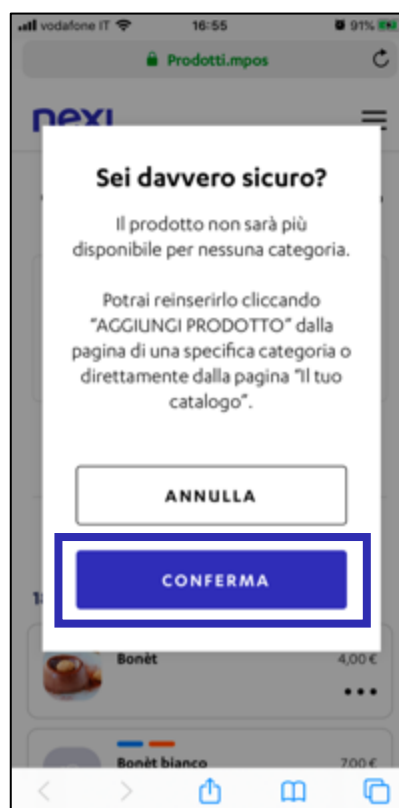 vodafone IT 16:55 91%
Prodotti.mpos
nexi
Sei davvero sicuro?
Il prodotto non sarà più
disponibile per nessuna categoria.
Potrai reinserirlo cliccando
“AGGIUNGI PRODOTTO” dalla
pagina di una specifica categoria o
direttamente dalla pagina “Il tuo
catalogo”.
ANNULLA
CONFERMA
Bonèt 4,00 €
Bonèt bianco 7,00 €